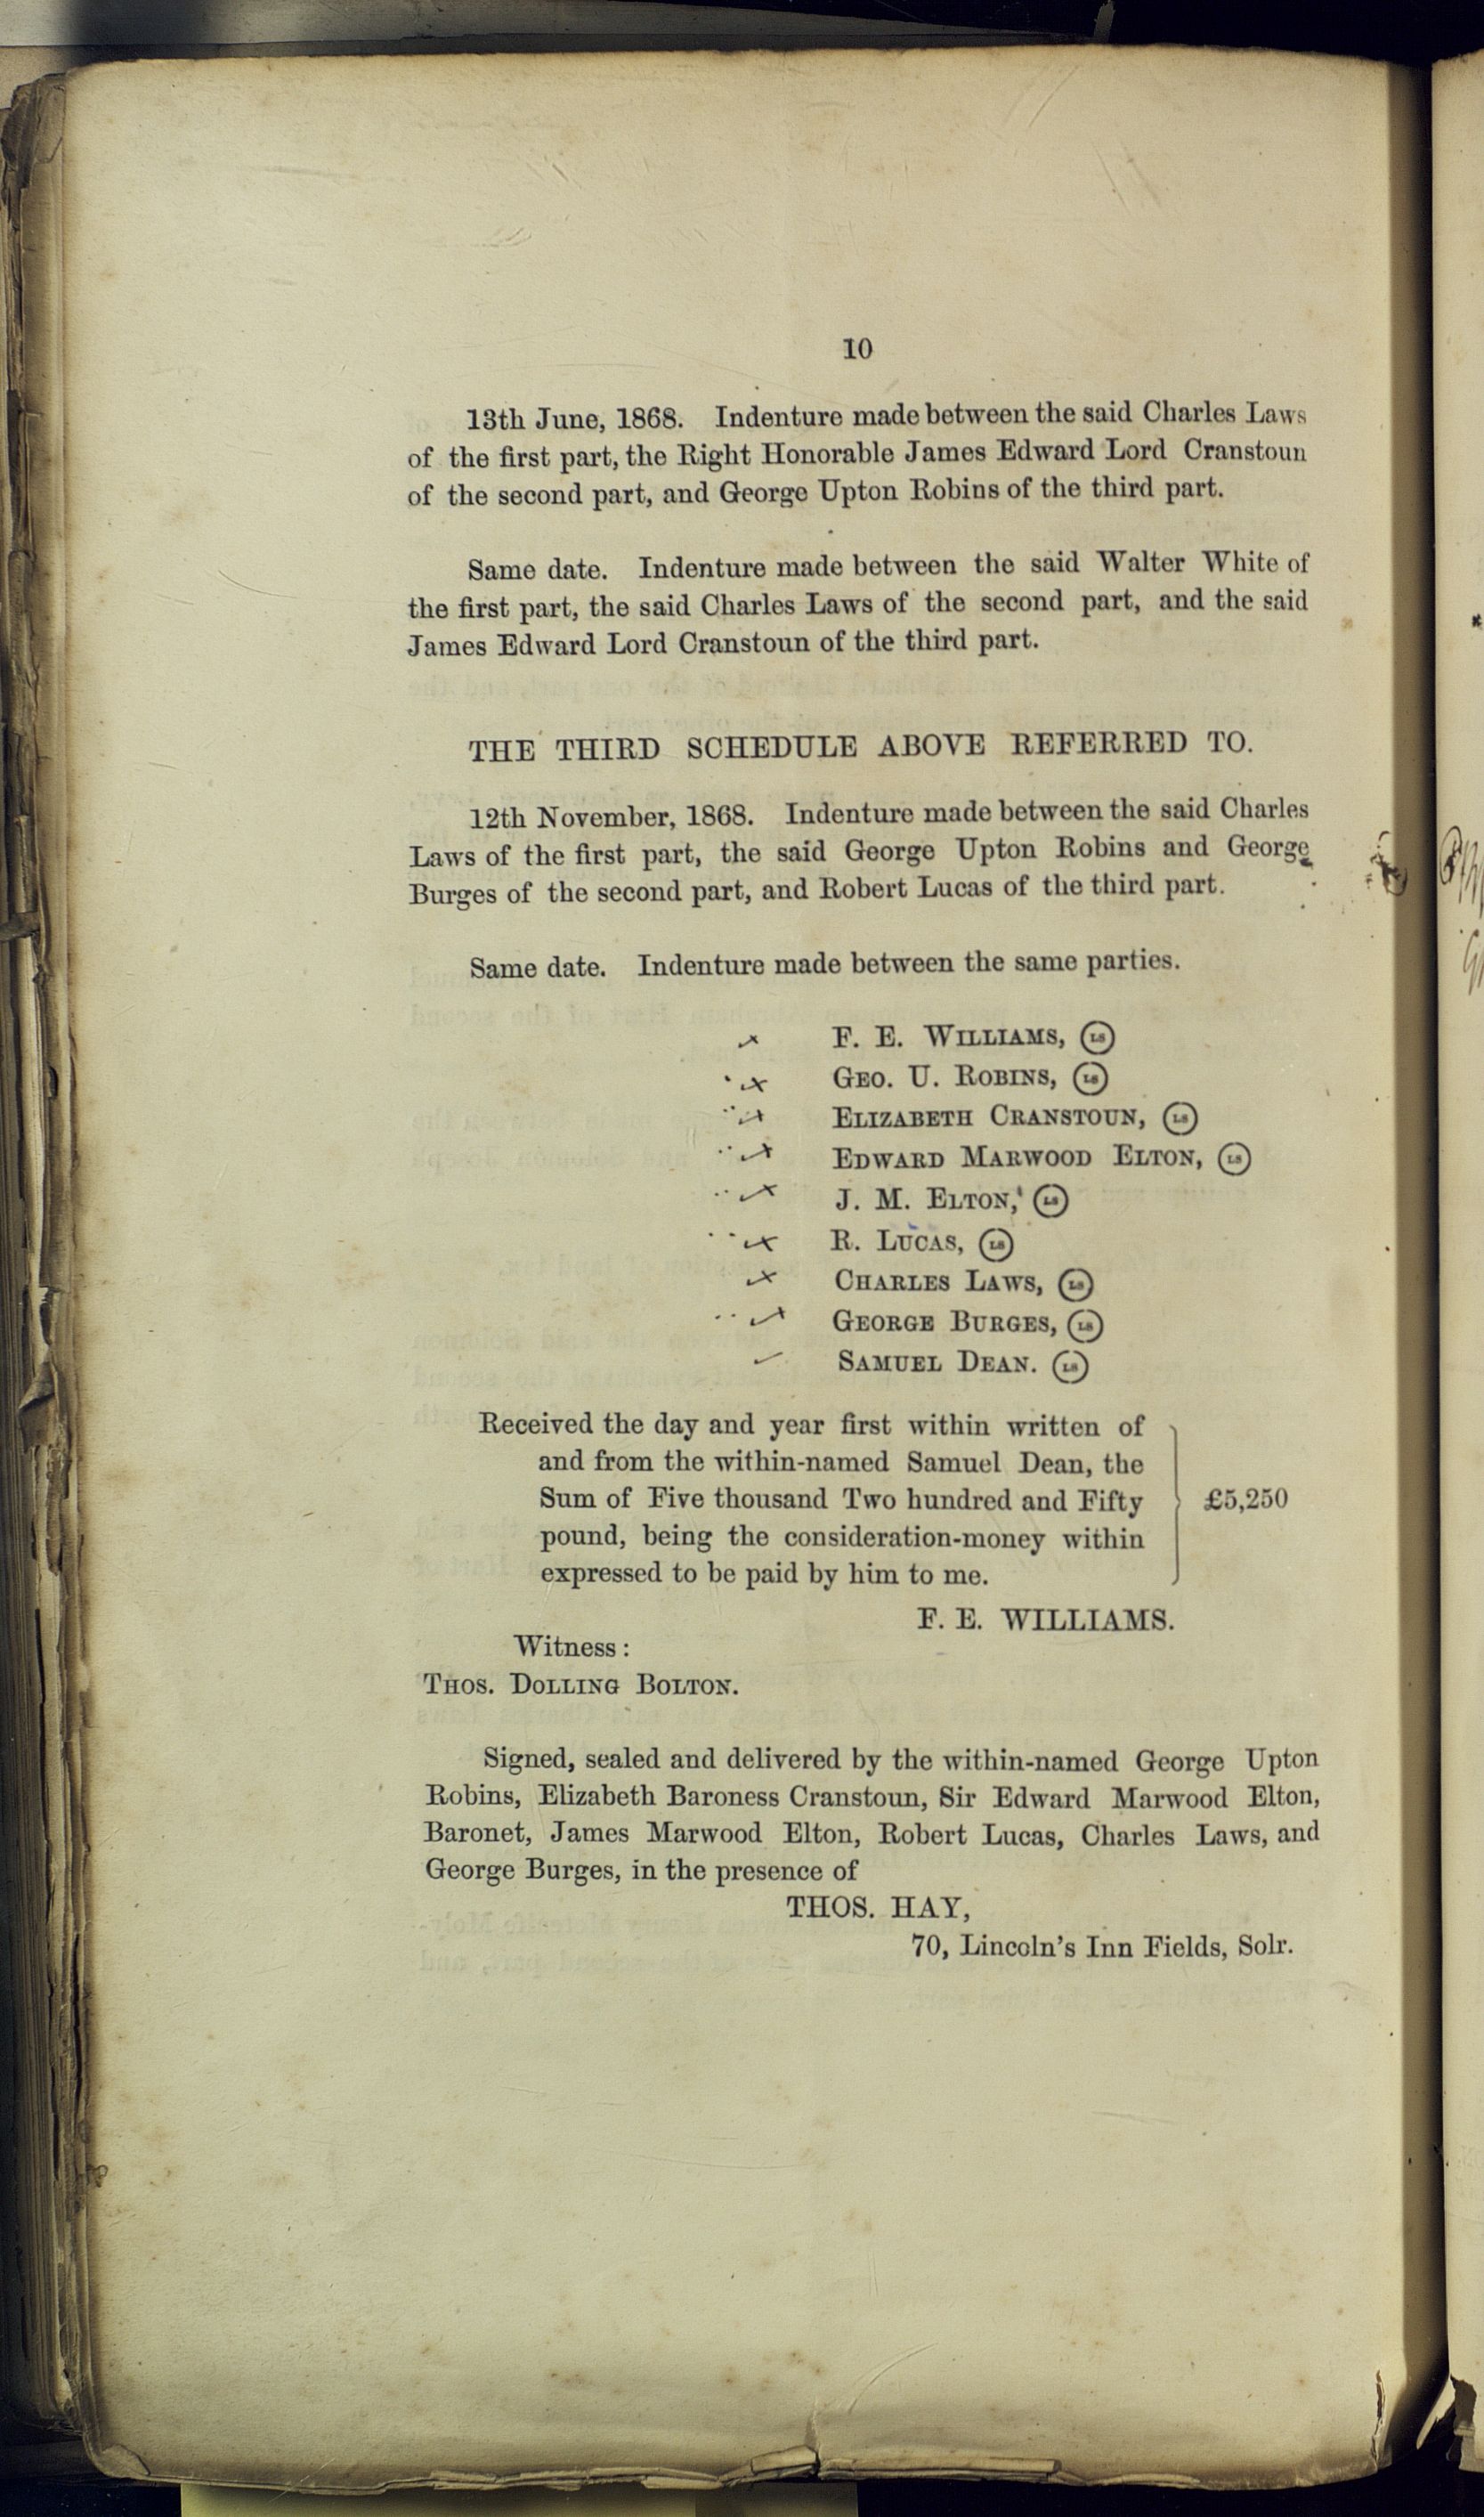 10
13th June, 1868. Indenture made between the said Charles Laws
of the first part, the Right Honorable James Edward Lord Cranstoun
of the second part, and George Upton Robins of the third part.
Same date. Indenture made between the said Walter White of
the first part, the said Charles Laws of the second part, and the said
James Edward Lord Cranstoun of the third part.
THE THIRD SCHEDULE ABOVE REFERRED TO.
12th November, 1868. Indenture made between the said Charles
Laws of the first part, the said George Upton Robins and George
Burges of the second part, and Robert Lucas of the third part.
Same date. Indenture made between the same parties.
F. E. WILLIAMS, LS
GEO. U. ROBINS, LS
ELIZABETH CRANSTOUN, LS
EDWARD MARWOOD ELTON, LS
J. M. ELTON, LS
R. LUCAS, LS
CHARLES LAWS, LS
GEORGE BURGES, LS
SAMUEL DEAN. LS
Received the day and year first within written of
and from the within-named Samuel Dean, the
Sum of Five thousand Two hundred and Fifty £5,250
pound, being the consideration-money within
expressed to be paid by him to me.
F. E. WILLIAMS.
Witness:
THOS. DOLLING BOLTON.
Signed, sealed and delivered by the within-named George Upton
Robins, Elizabeth Baroness Cranstoun, Sir Edward Marwood Elton,
Baronet, James Marwood Elton, Robert Lucas, Charles Laws, and
George Burges, in the presence of
THOS. HAY,
70, Lincoln's Inn Fields, Solr.